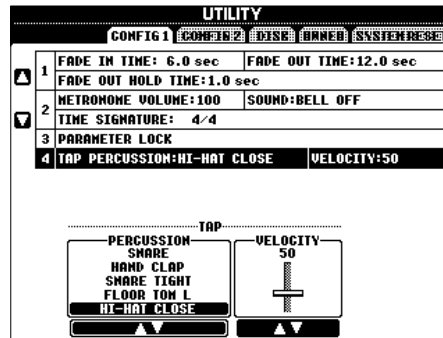 UTILITY
CONFIG 1 CONFIG 2 DISK OWNED SYSTEM RESE
1 FADE IN TIME: 6.0 sec FADE OUT TIME:12.0 sec
FADE OUT HOLD TIME:1.0 sec
2 METRONOME VOLUME:100 SOUND:BELL OFF
TIME SIGNATURE: 4/4
3 PARAMETER LOCK
4 TAP PERCUSSION:HI-HAT CLOSE VELOCITY:50
TAP
PERCUSSION VELOCITY
SNARE 50
HAND CLAP
SNARE TIGHT
FLOOR TOM L
HI-HAT CLOSE